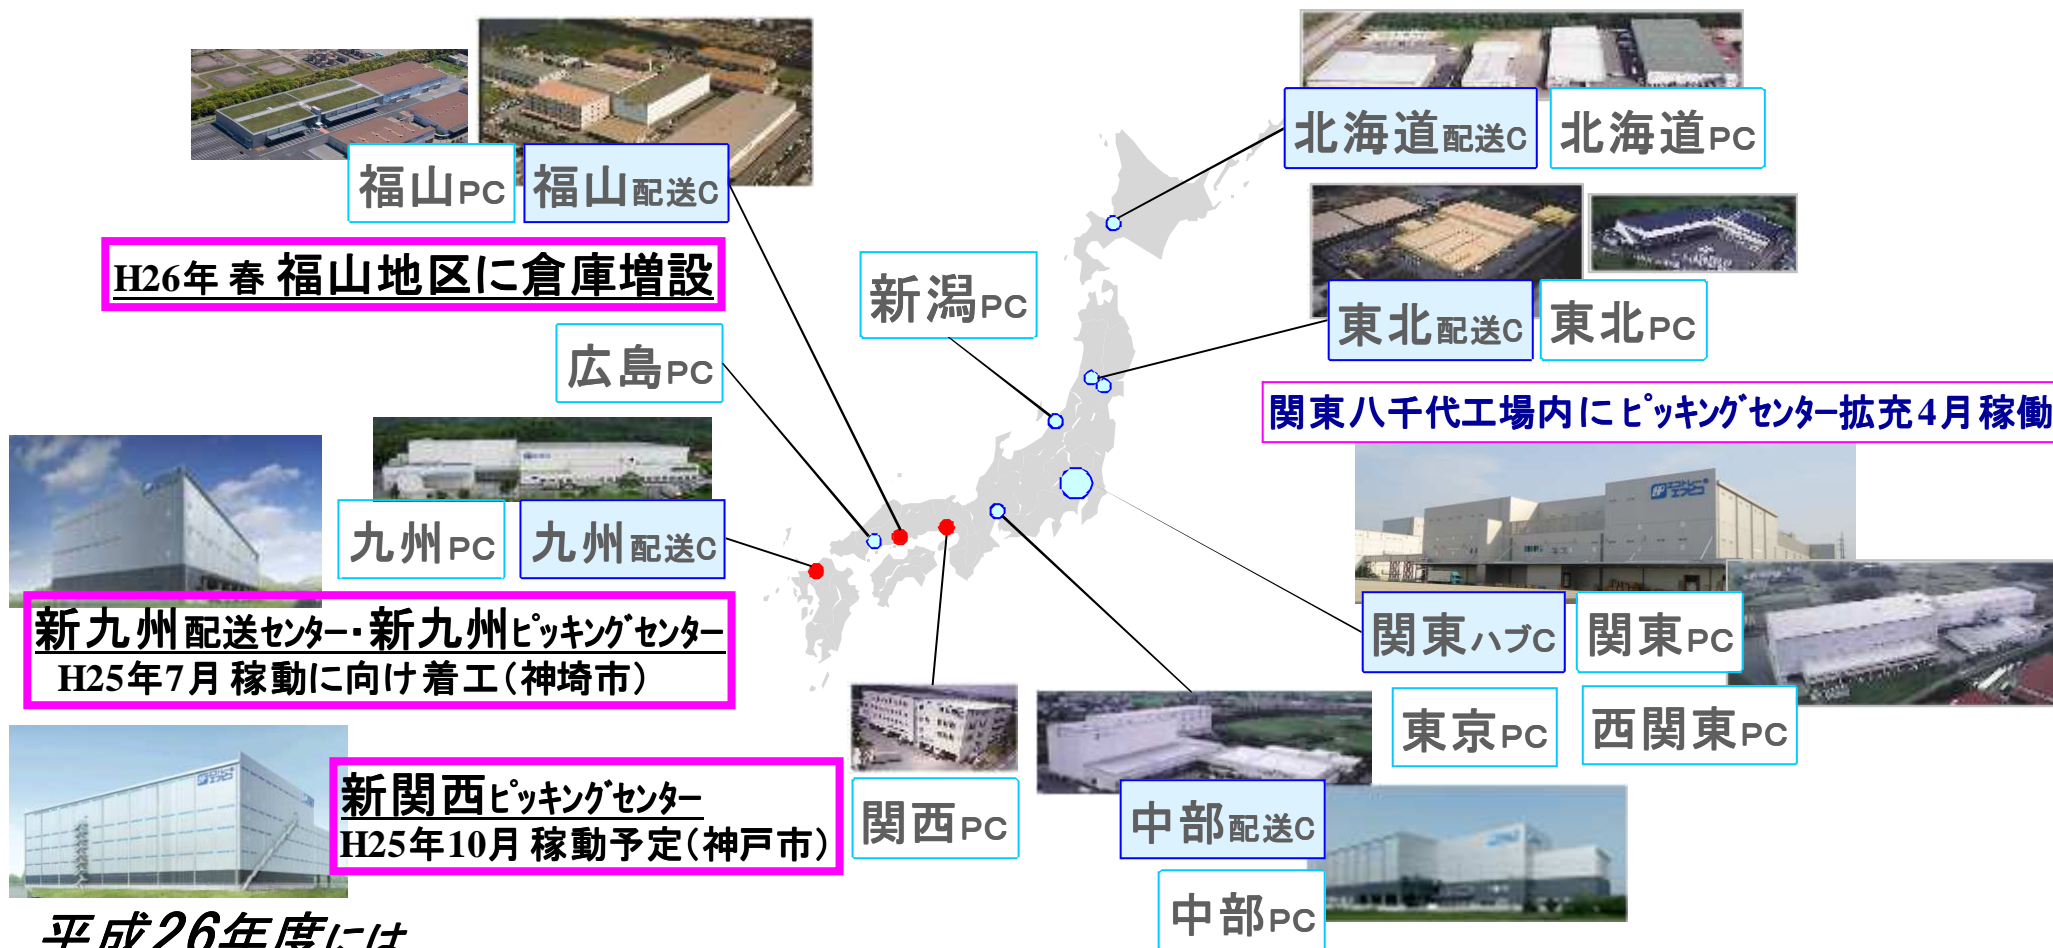 福山PC
福山配送C
H26年 春 福山地区に倉庫増設
広島PC
九州PC
九州配送C
新九州配送センター・新九州ピッキングセンター
H25年7月 稼動に向け着工(神埼市)
新関西ピッキングセンター
H25年10月 稼動予定(神戸市)
平成26年度には
新潟PC
関西PC
中部配送C
中部PC
北海道配送C
北海道PC
東北配送C
東北PC
関東八千代工場内にピッキングセンター拡充4月稼働
エコトレー
エフピコ
関東ハブC
関東PC
東京PC
西関東PC